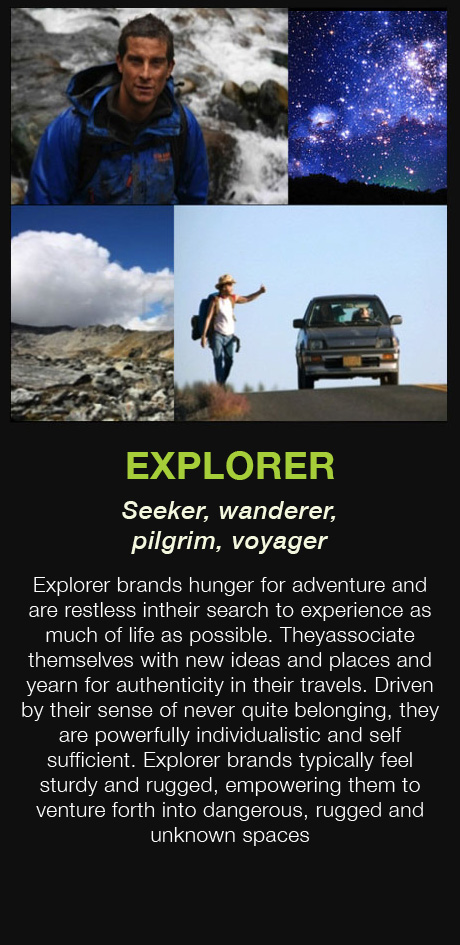 EXPLORER
Seeker, wanderer,
pilgrim, voyager
Explorer brands hunger for adventure and
are restless intheir search to experience as
much of life as possible. Theyassociate
themselves with new ideas and places and
yearn for authenticity in their travels. Driven
by their sense of never quite belonging, they
are powerfully individualistic and self
sufficient. Explorer brands typically feel
sturdy and rugged, empowering them to
venture forth into dangerous, rugged and
unknown spaces